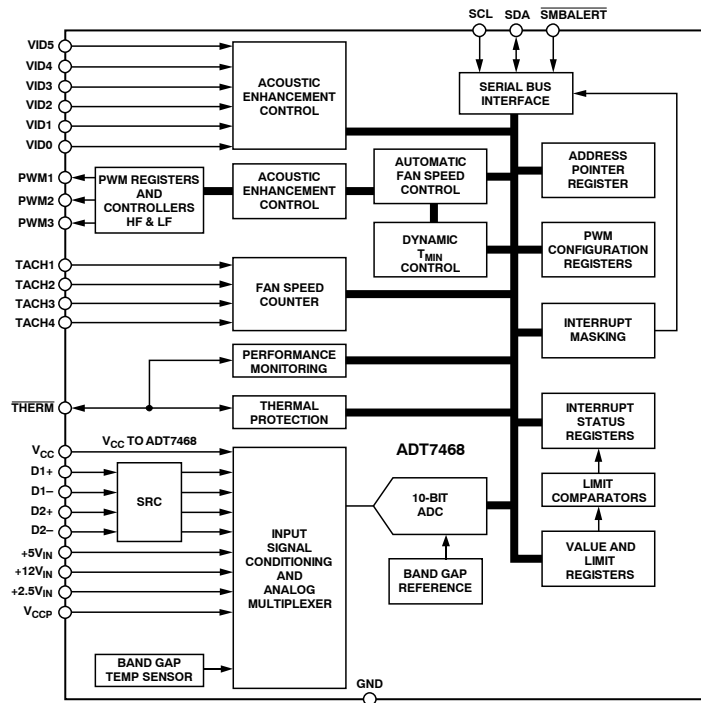 SCL SDA SMBALERT
VID5
VID4
VID3
VID2
VID1
VID0
ACOUSTIC
ENHANCEMENT
CONTROL
SERIAL BUS
INTERFACE
PWM1
PWM2
PWM3
PWM REGISTERS
AND
CONTROLLERS
HF & LF
ACOUSTIC
ENHANCEMENT
CONTROL
AUTOMATIC
FAN SPEED
CONTROL
ADDRESS
POINTER
REGISTER
DYNAMIC
TMIN
CONTROL
PWM
CONFIGURATION
REGISTERS
TACH1
TACH2
TACH3
TACH4
FAN SPEED
COUNTER
INTERRUPT
MASKING
PERFORMANCE
MONITORING
THERM
THERMAL
PROTECTION
INTERRUPT
STATUS
REGISTERS
VCC
VCC TO ADT7468
ADT7468
D1+
D1–
D2+
D2–
SRC
+5VIN
+12VIN
+2.5VIN
VCCP
INPUT
SIGNAL
CONDITIONING
AND
ANALOG
MULTIPLEXER
10-BIT
ADC
LIMIT
COMPARATORS
BAND GAP
REFERENCE
VALUE AND
LIMIT
REGISTERS
BAND GAP
TEMP SENSOR
GND